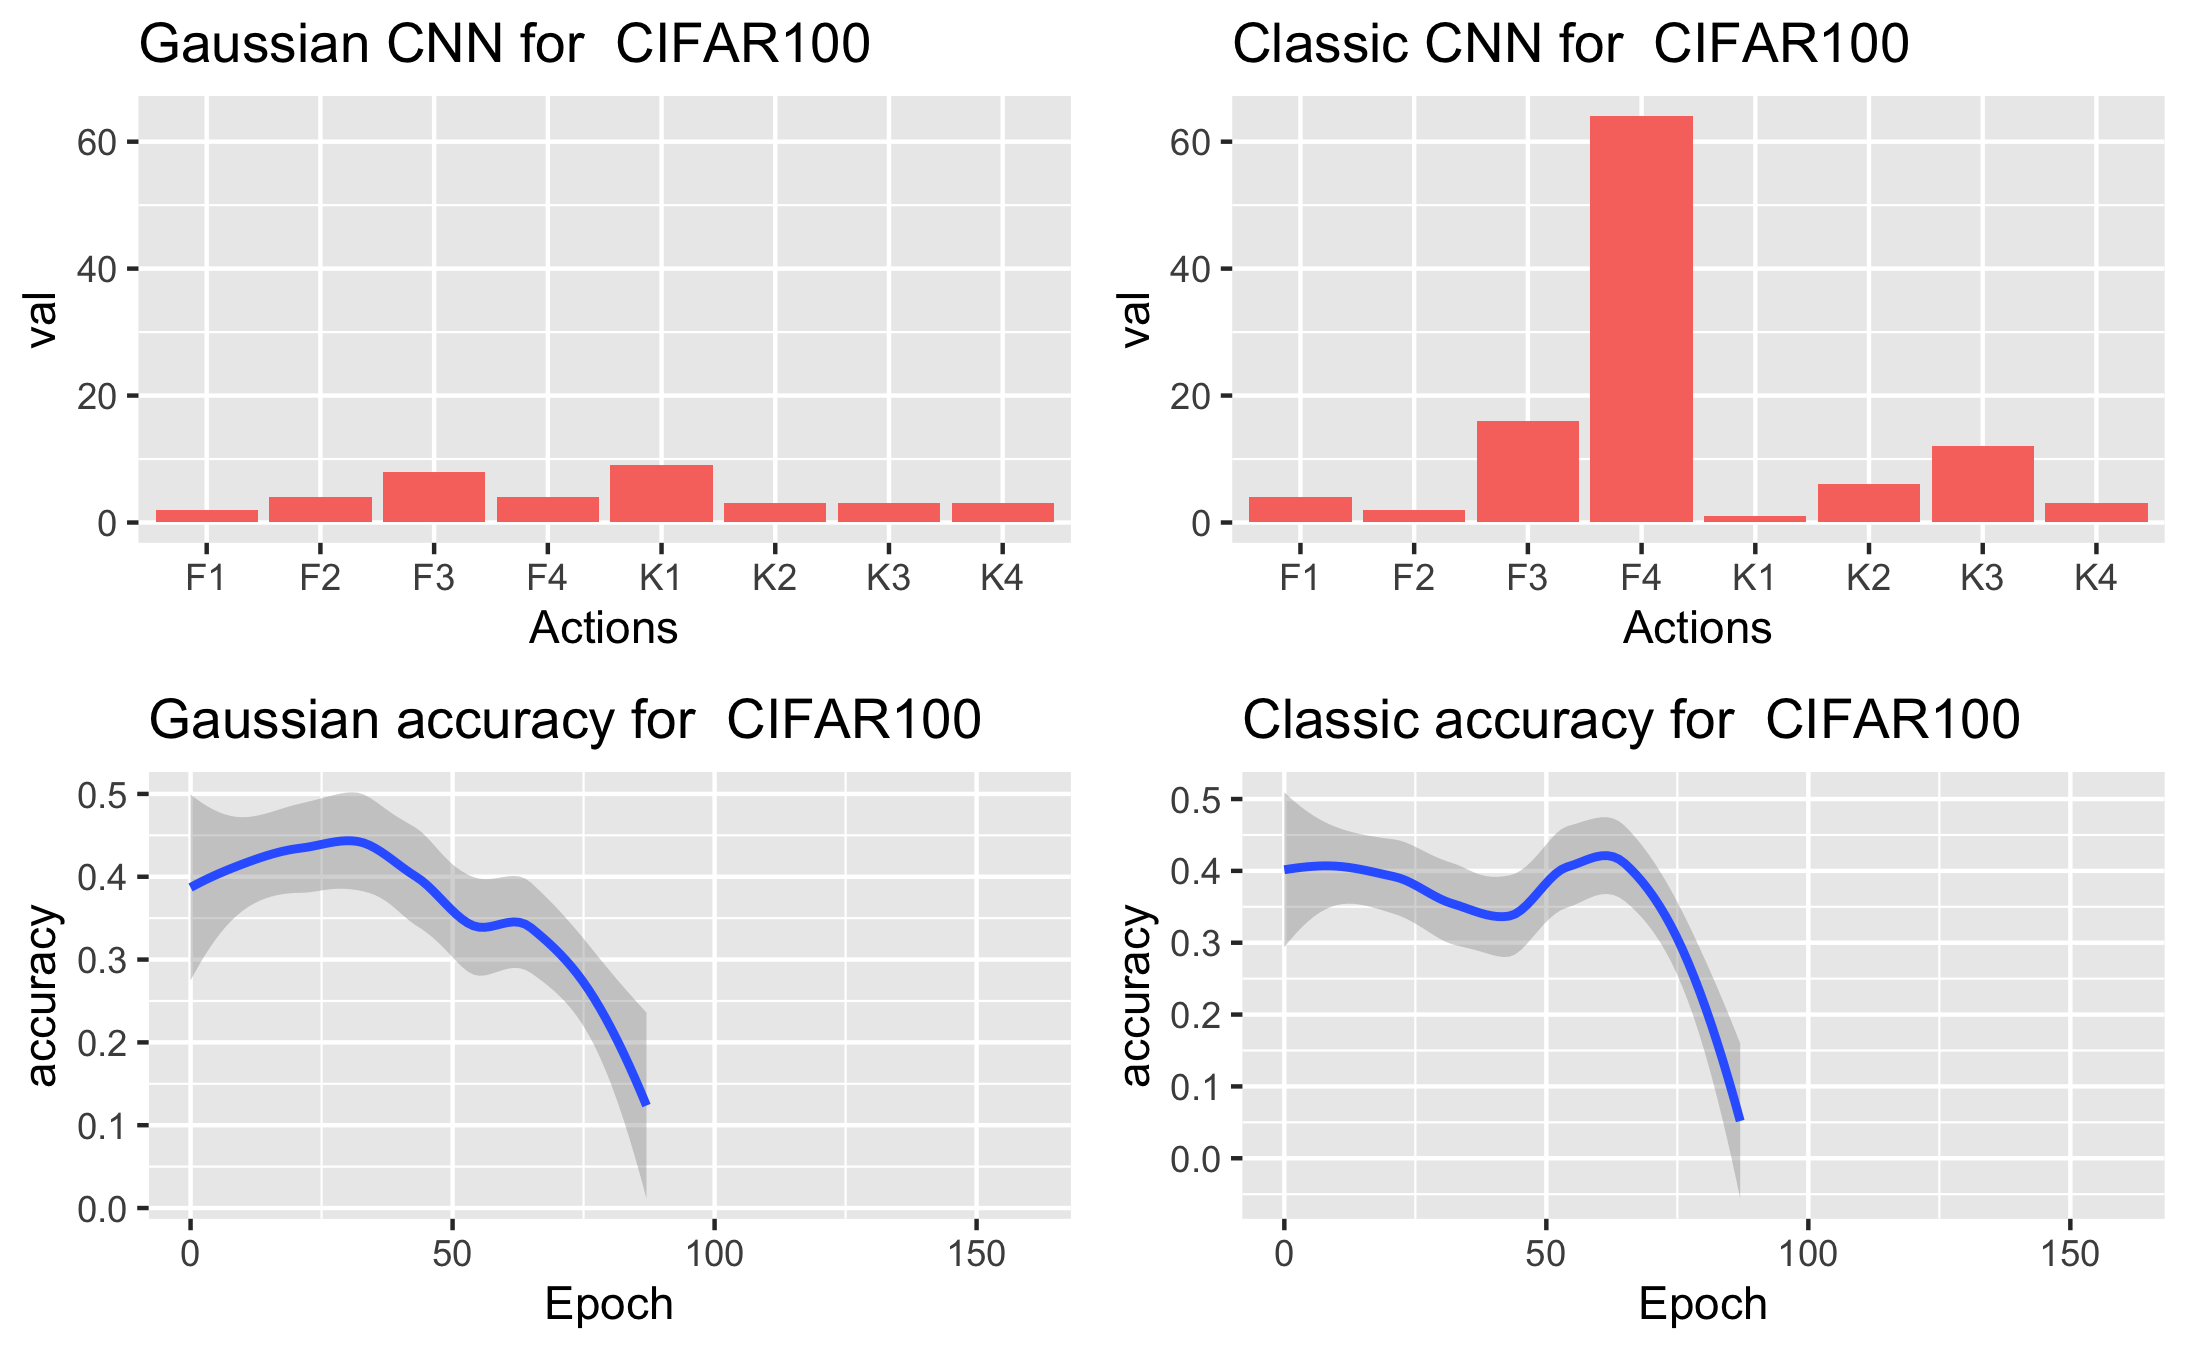 Gaussian CNN for  CIFAR100
val
60
40
20
0
F1 F2 F3 F4 K1 K2 K3 K4
Actions
Classic CNN for  CIFAR100
val
60
40
20
0
F1 F2 F3 F4 K1 K2 K3 K4
Actions
Gaussian accuracy for  CIFAR100
accuracy
0.5
0.4
0.3
0.2
0.1
0.0
0 50 100 150
Epoch
Classic accuracy for  CIFAR100
accuracy
0.5
0.4
0.3
0.2
0.1
0.0
0 50 100 150
Epoch